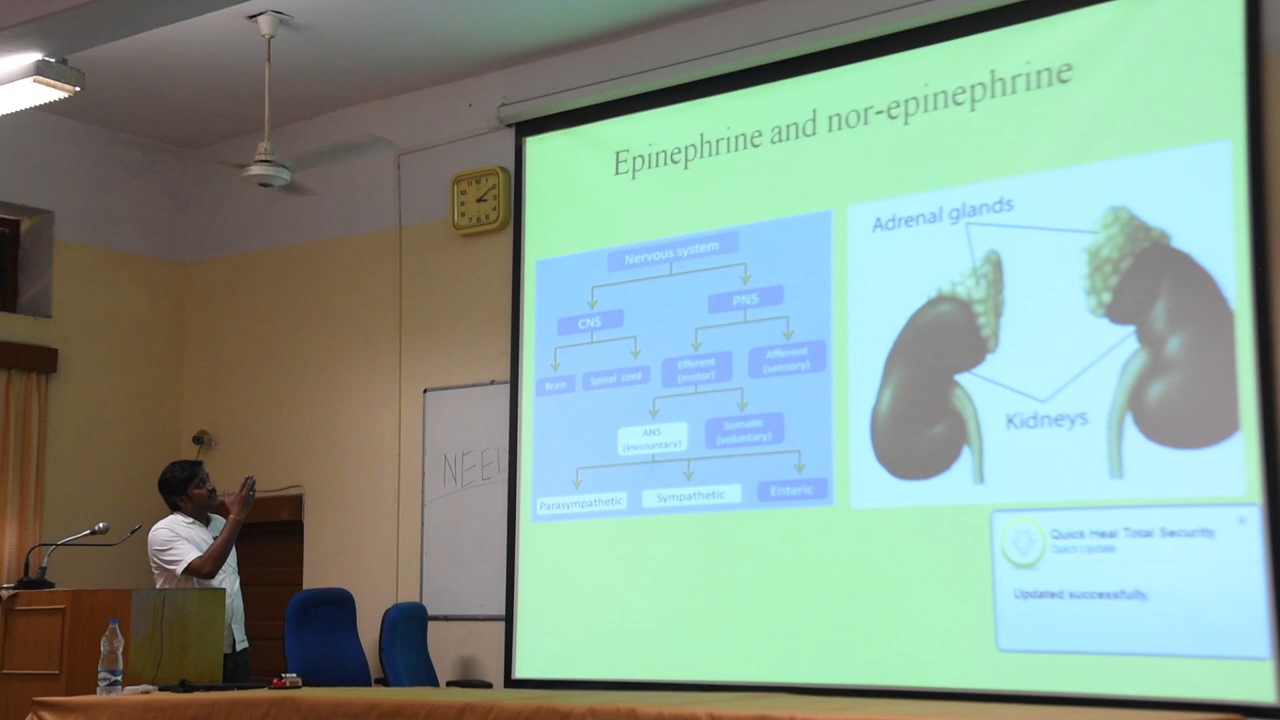 Epinephrine and nor-epinephrine
Nervous system
CNS
PNS
Brain
Spinal cord
Efferent
(motor)
Afferent
(sensory)
ANS
(Involuntary)
Somatic
(voluntary)
Parasympathetic
Sympathetic
Enteric
Adrenal glands
Kidneys
Quick Heal Total Security
Quick Update
Updated successfully.